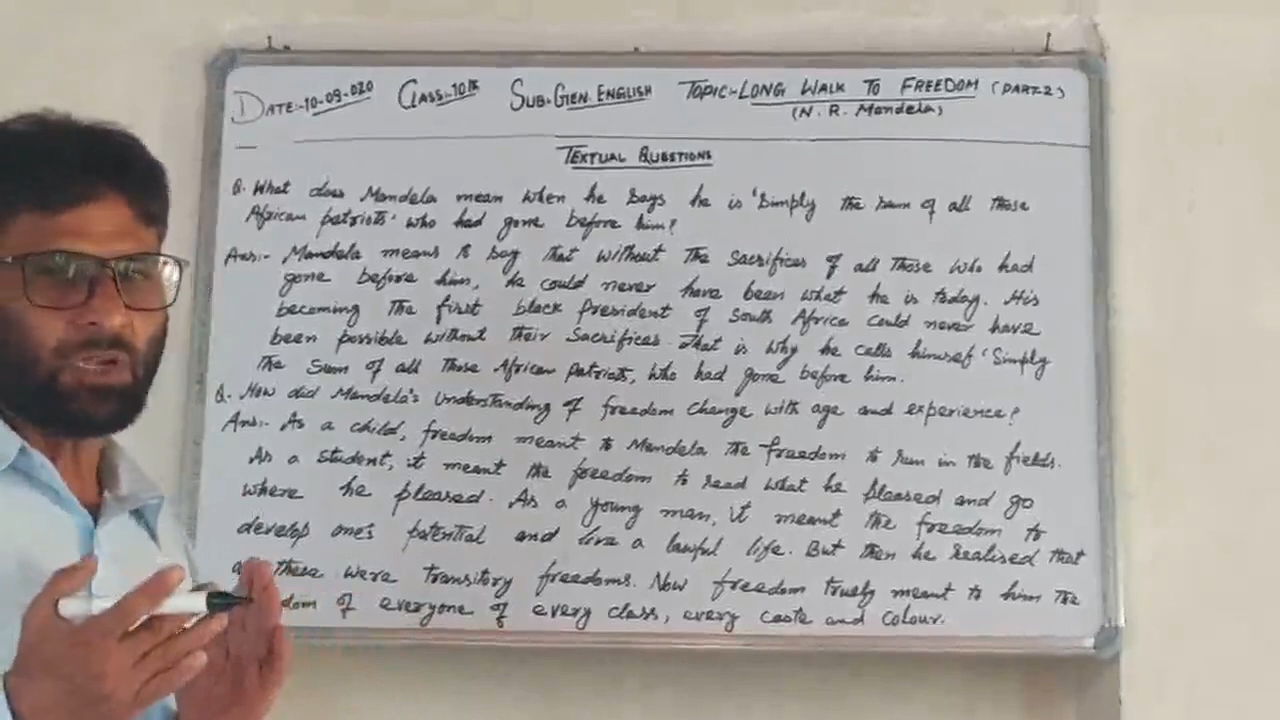 DATE:-10-09-020 CLASS:-10th SUB-GEN. ENGLISH TOPIC-LONG WALK TO FREEDOM (PART-2)
(N. R. Mandela)
TEXTUAL QUESTIONS
Q. What does Mandela mean when he says he is 'Simply the sum of all those
African patriots' who had gone before him?
Ans:- Mandela means to say that without the sacrifices of all those who had
gone before him, he could never have been what he is today. His
becoming the first black President of South Africa could never have
been possible without their sacrifices. That is why he calls himself 'Simply
the sum of all those African patriots, who had gone before him.
Q. How did Mandela's understanding of freedom change with age and experience?
Ans:- As a child, freedom meant to Mandela the freedom to run in the fields.
As a student, it meant the freedom to read what he pleased and go
where he pleased. As a young man, it meant the freedom to
develop one's potential and live a lawful life. But then he realised that
these were transitory freedoms. Now freedom truely meant to him the
dom of everyone of every class, every caste and colour.